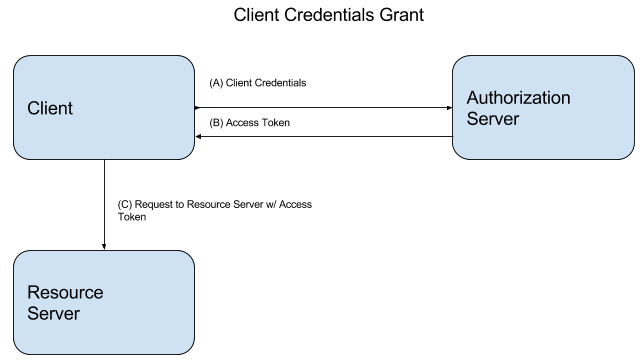 Client Credentials Grant
(A) Client Credentials
Client
Authorization
Server
(B) Access Token
(C) Request to Resource Server w/ Access
Token
Resource
Server